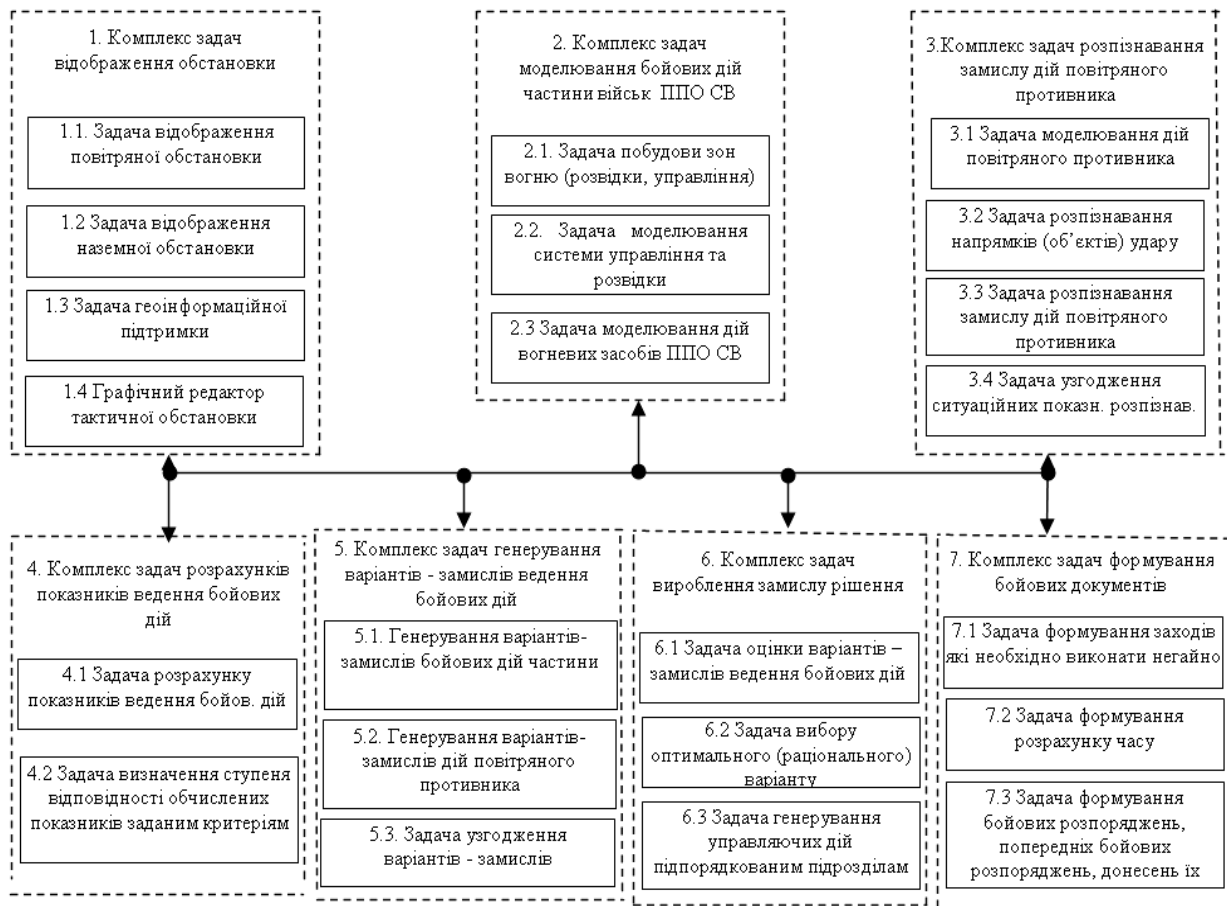 1. Комплекс задач
відображення обстановки
1.1. Задача відображення
повітряної обстановки
1.2 Задача відображення
наземної обстановки
1.3 Задача геоінформаційної
підтримки
1.4 Графічний редактор
тактичної обстановки
2. Комплекс задач
моделювання бойових дій
частини військ ППО СВ
2.1. Задача побудови зон
вогню (розвідки, управління)
2.2. Задача моделювання
системи управління та
розвідки
2.3 Задача моделювання дій
вогневих засобів ППО СВ
3.Комплекс задач розпізнавання
замислу дій повітряного
противника
3.1 Задача моделювання дій
повітряного противника
3.2 Задача розпізнавання
напрямків (об’єктів) удару
3.3 Задача розпізнавання
замислу дій повітряного
противника
3.4 Задача узгодження
ситуаційних показн. розпізнав.
4. Комплекс задач розрахунків
показників ведення бойових
дій
4.1 Задача розрахунку
показників ведення бойов. дій
4.2 Задача визначення ступеня
відповідності обчислених
показників заданим критеріям
5. Комплекс задач генерування
варіантів - замислів ведення
бойових дій
5.1. Генерування варіантів-
замислів бойових дій частини
5.2. Генерування варіантів-
замислів дій повітряного
противника
5.3. Задача узгодження
варіантів - замислів
6. Комплекс задач
вироблення замислу рішення
6.1 Задача оцінки варіантів –
замислів ведення бойових дій
6.2 Задача вибору
оптимального (раціонального)
варіанту
6.3 Задача генерування
управляючих дій
підпорядкованим підрозділам
7. Комплекс задач формування
бойових документів
7.1 Задача формування заходів
які необхідно виконати негайно
7.2 Задача формування
розрахунку часу
7.3 Задача формування
бойових розпоряджень,
попередніх бойових
розпоряджень, донесень їх